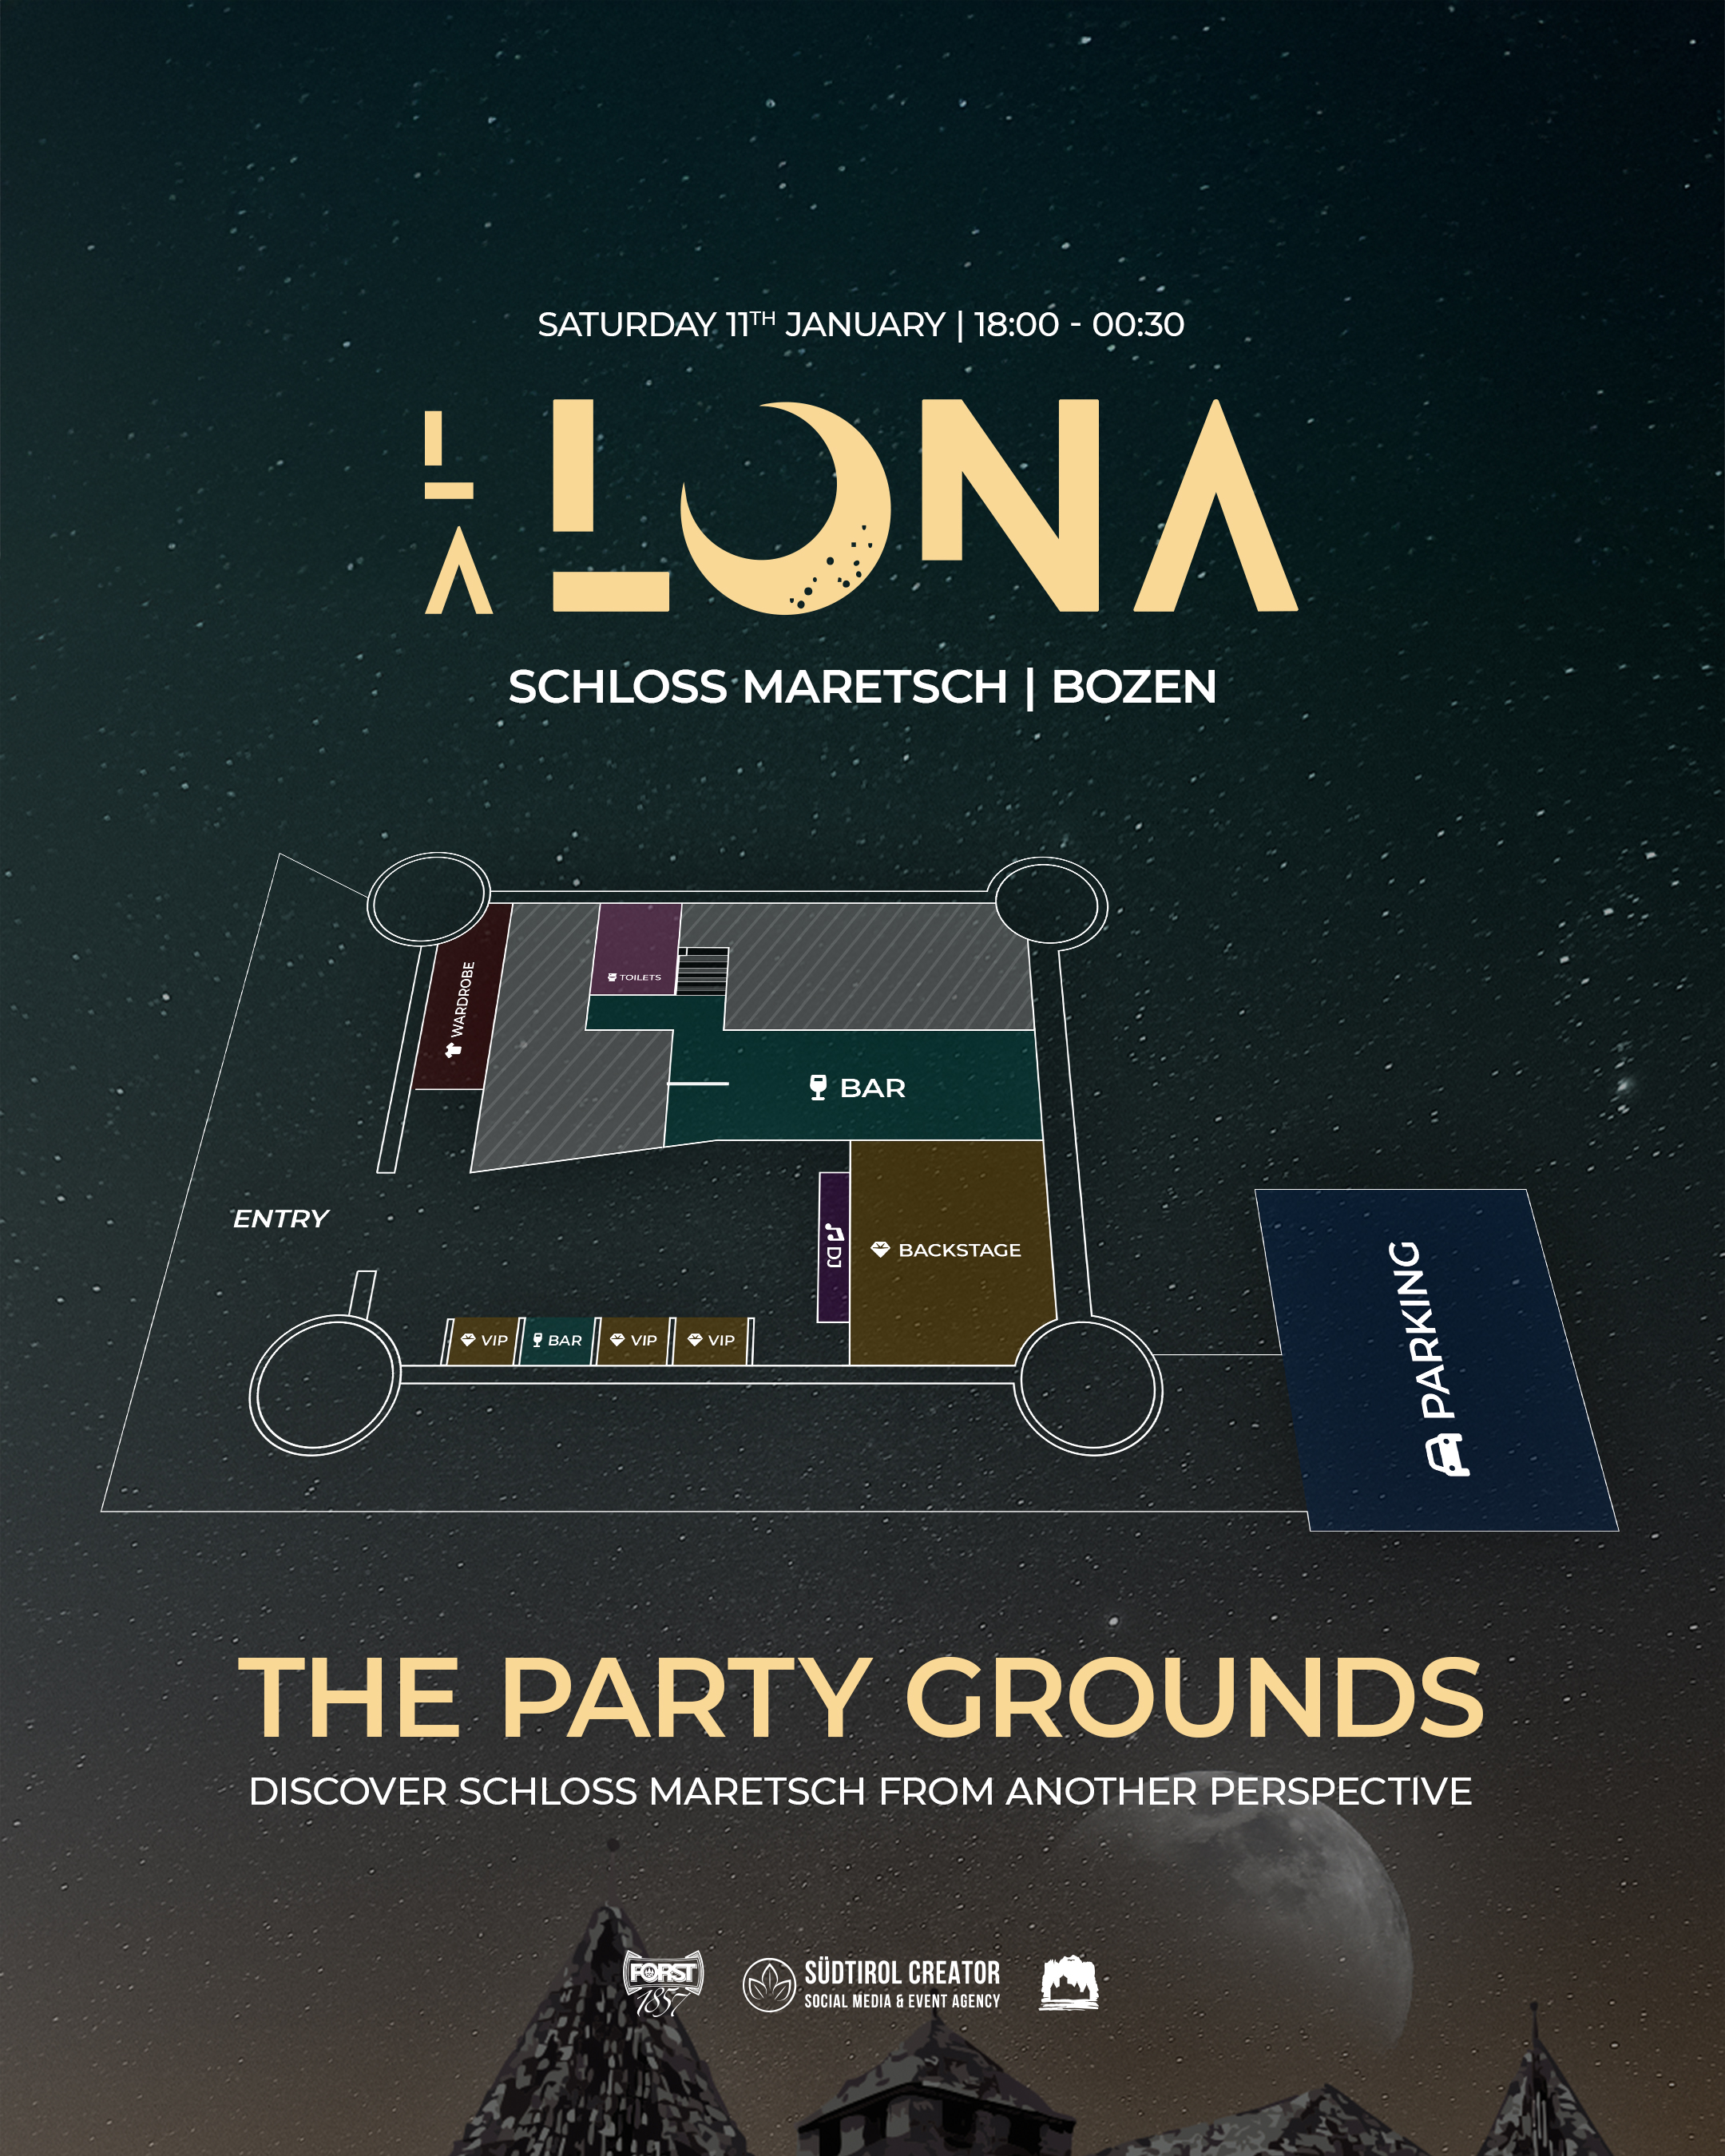 SATURDAY 11TH JANUARY | 18:00 - 00:30
LA LONA
SCHLOSS MARETSCH | BOZEN
WARDROBE
TOILETS
BAR
ENTRY
DJ
BACKSTAGE
PARKING
VIP
BAR
VIP
VIP
THE PARTY GROUNDS
DISCOVER SCHLOSS MARETSCH FROM ANOTHER PERSPECTIVE
FORST
1857
SÜDTIROL CREATOR
SOCIAL MEDIA & EVENT AGENCY